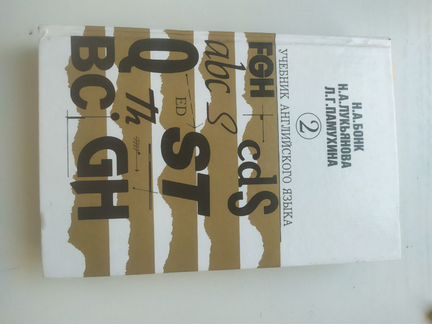 Н.А.БОНК
Н.А.ЛУКЬЯНОВА
Л.Г.ПАМУХИНА
2
УЧЕБНИК АНГЛИЙСКОГО ЯЗЫКА
FGH
cdS
abc S
ED
ST
Q th
BC GH